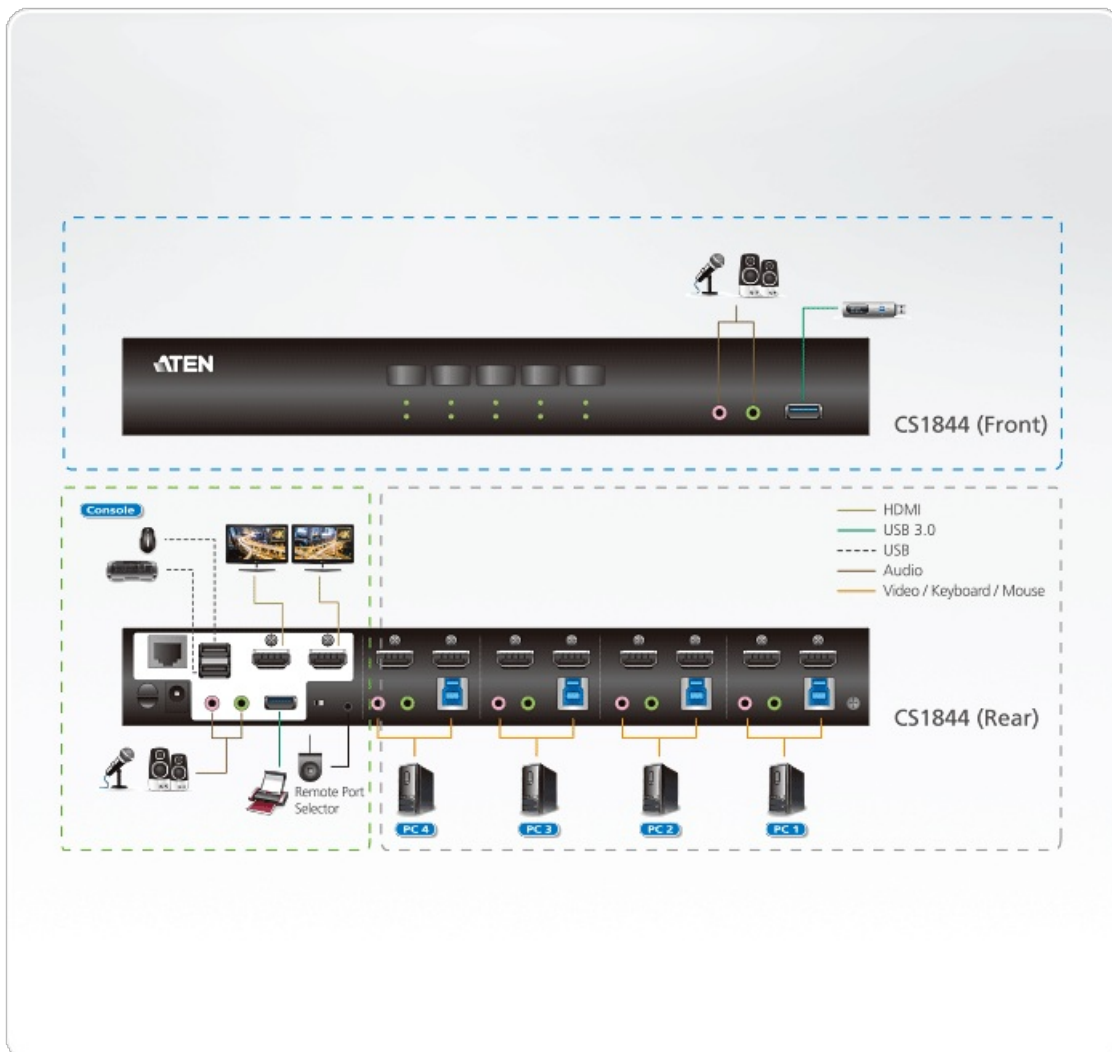 ATEN
CS1844 (Front)
Console
HDMI
USB 3.0
USB
Audio
Video / Keyboard / Mouse
CS1844 (Rear)
Remote Port
Selector
PC 4
PC 3
PC 2
PC 1